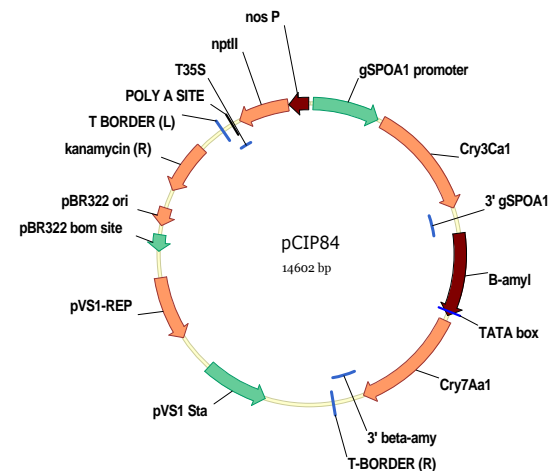 nos P
nptII
gSPOA1 promoter
T35S
POLY A SITE
T BORDER (L)
kanamycin (R)
Cry3Ca1
pBR322 ori
3' gSPOA1
pBR322 bom site
pCIP84
14602 bp
B-amyl
pVS1-REP
TATA box
Cry7Aa1
pVS1 Sta
3' beta-amy
T-BORDER (R)